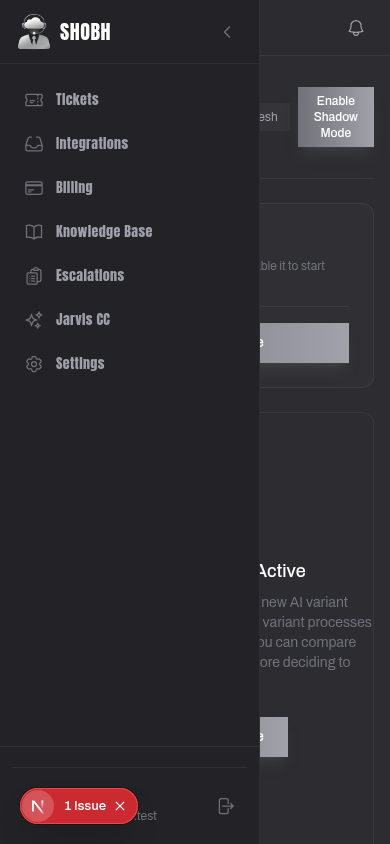 SHOBH
Enable
Shadow
Mode
esh
Tickets
Integrations
Billing
Knowledge Base
Escalations
Jarvis CC
Settings
ble it to start
e
Active
new AI variant
variant processes
ou can compare
ore deciding to
e
N
1 Issue
.test